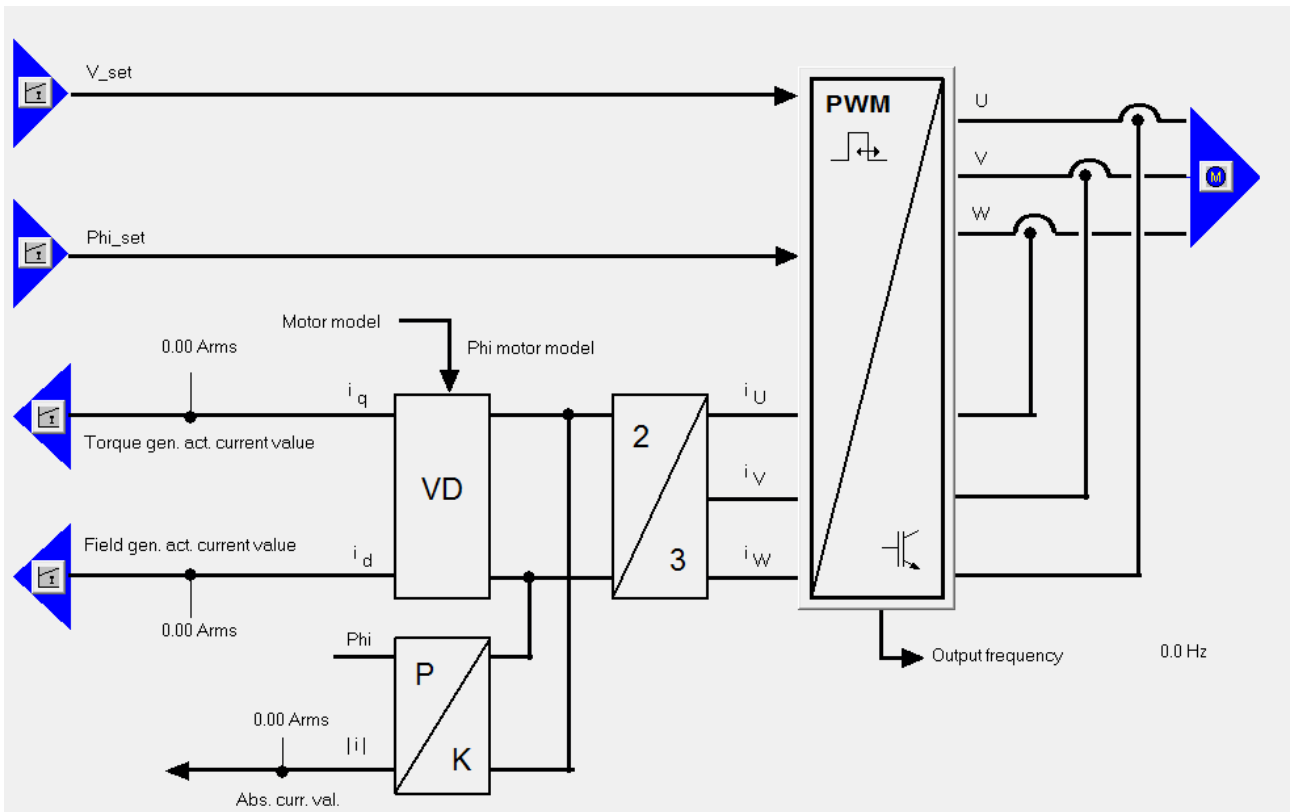 V_set
PWM
U
V
M
W
Phi_set
Motor model
Phi motor model
0.00 Arms
i q
i U
Torque gen. act. current value
2
VD
i V
Field gen. act. current value
i d
3
i W
0.00 Arms
Phi
P
Output frequency
0.0 Hz
0.00 Arms
|i|
K
Abs. curr. val.